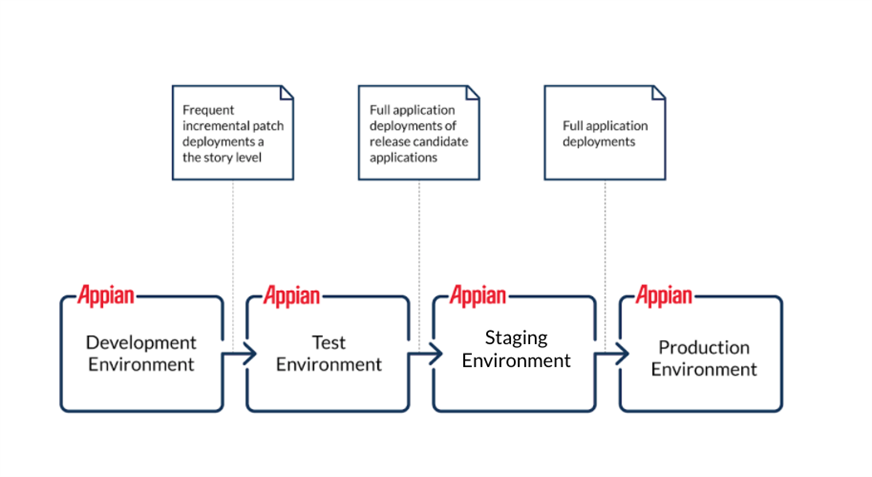 Frequent
incremental patch
deployments a
the story level
Full application
deployments of
release candidate
applications
Full application
deployments
Appian
Development
Environment
Appian
Test
Environment
Appian
Staging
Environment
Appian
Production
Environment